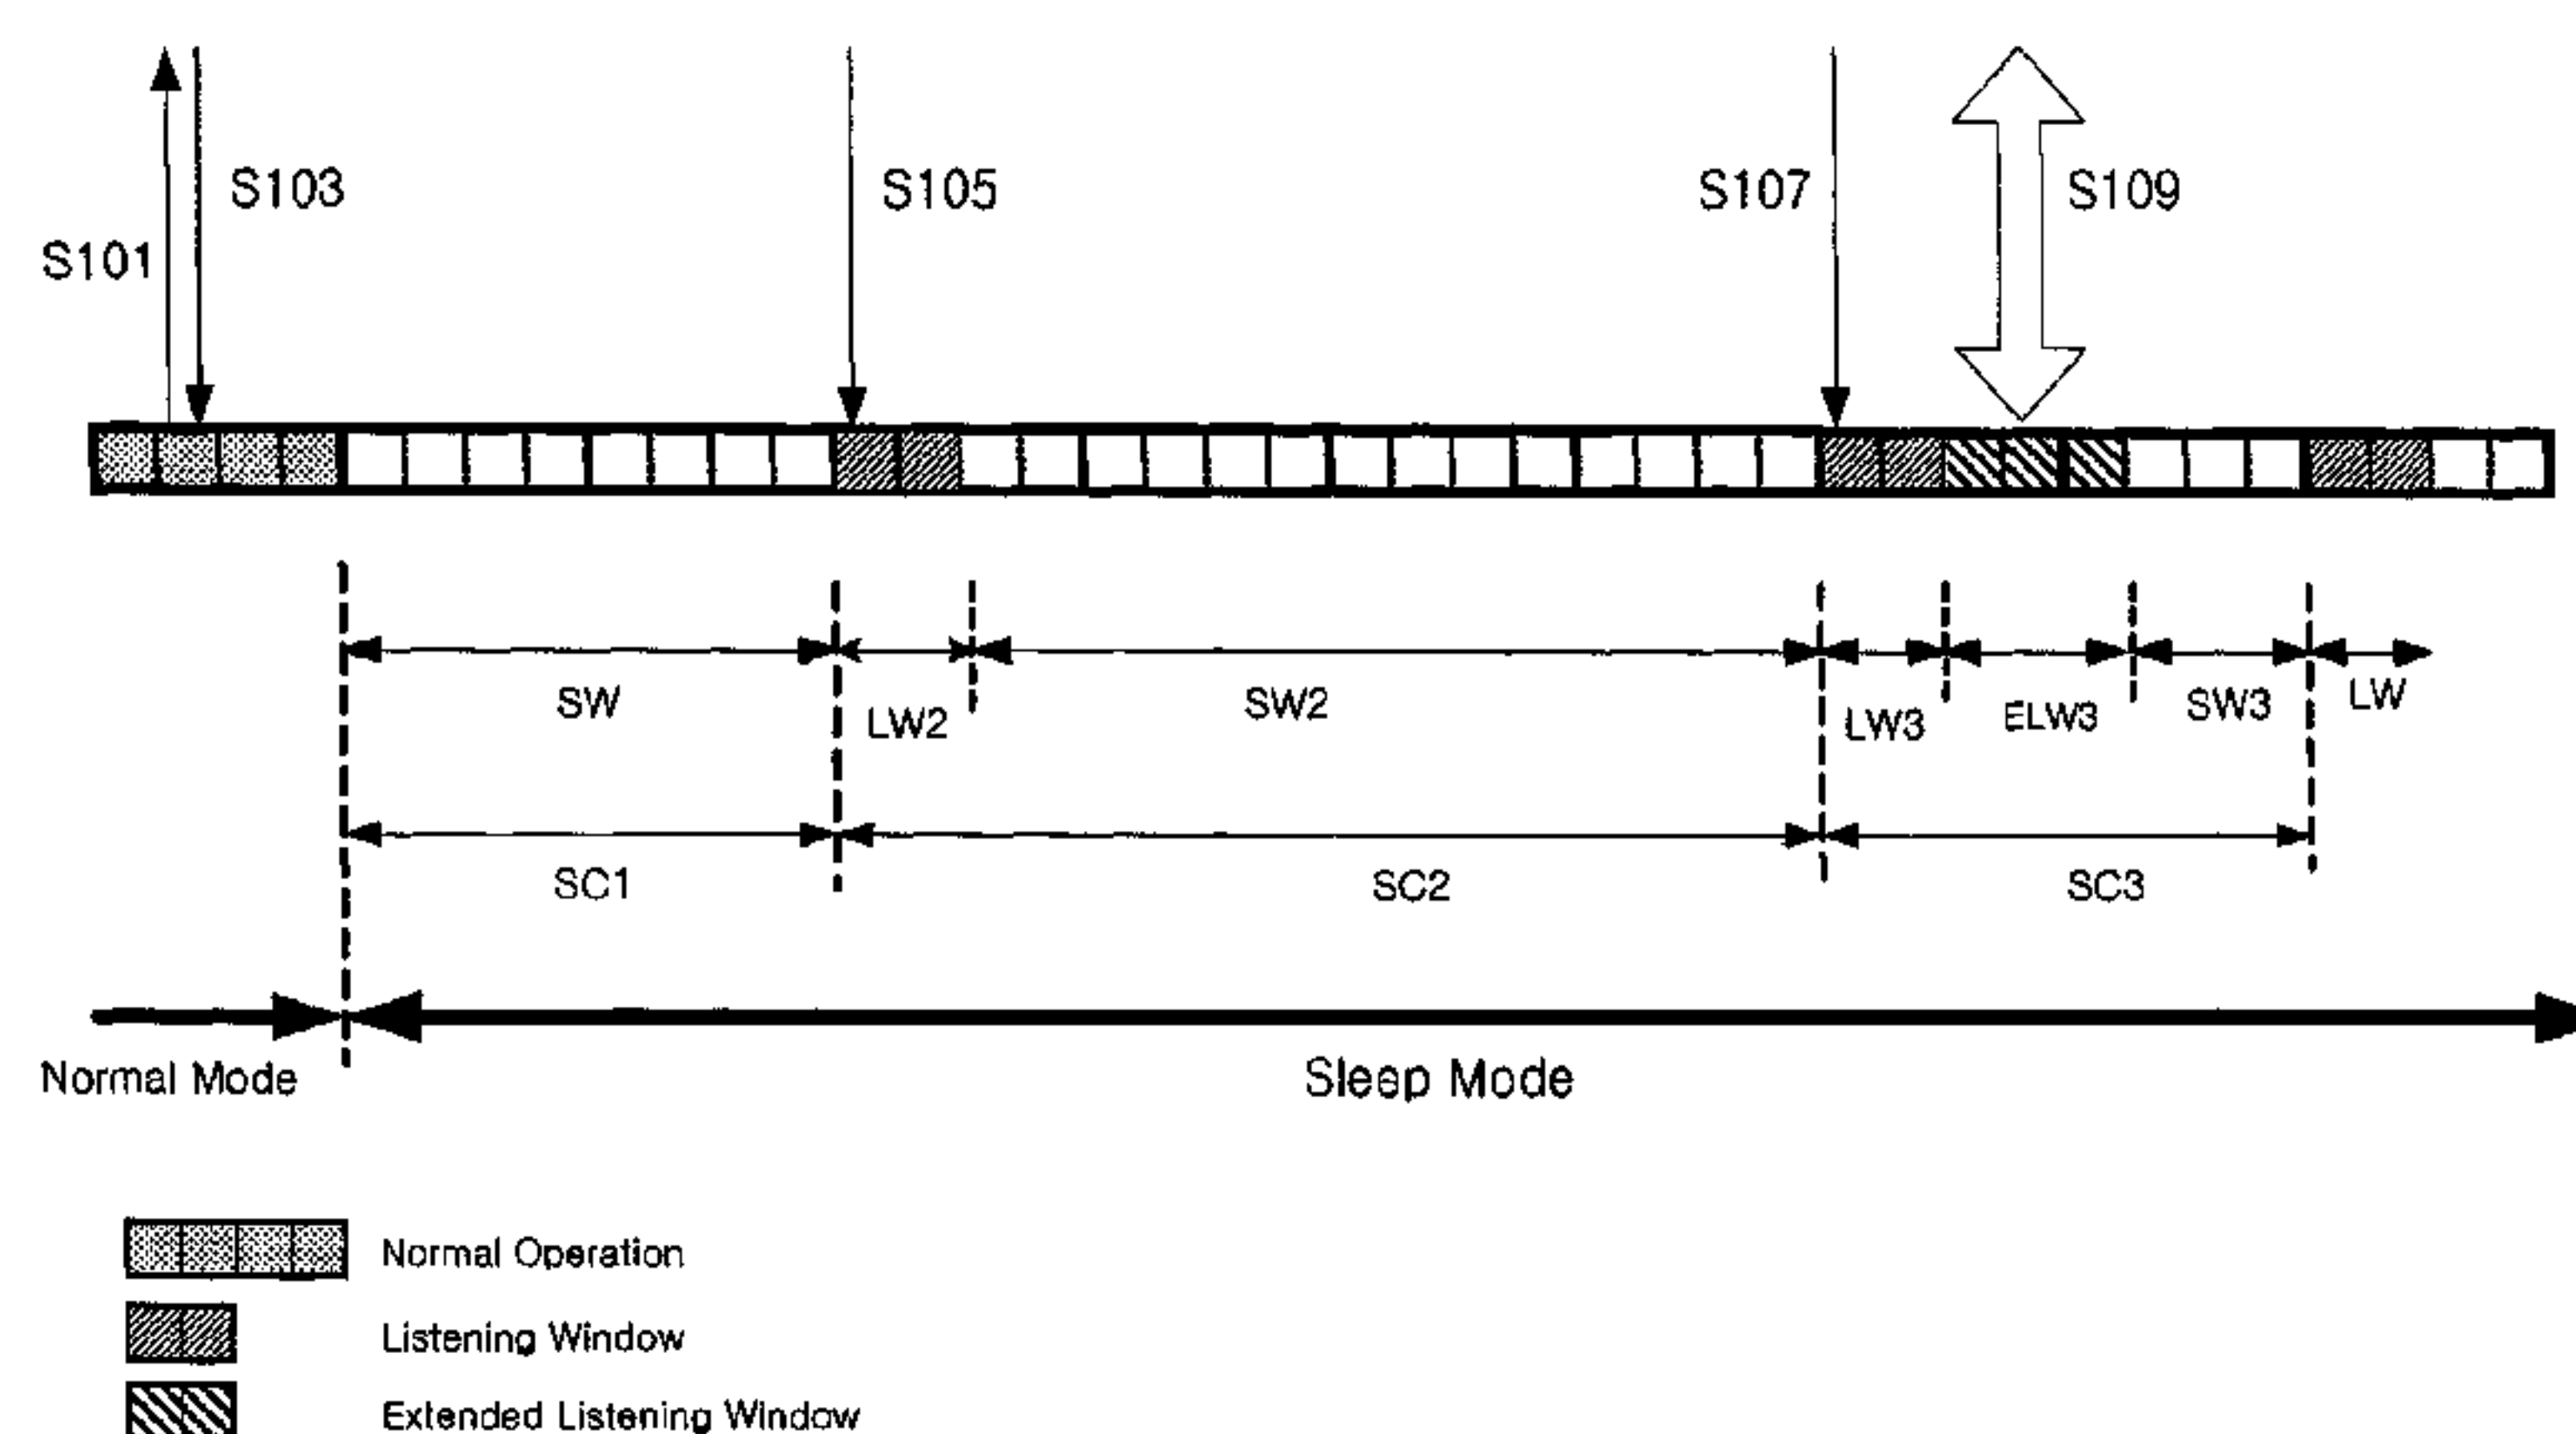 S103
S105
S107
S109
S101
SW
LW2
SW2
LW3
ELW3
SW3
LW
SC1
SC2
SC3
Normal Mode
Sleep Mode
Normal Operation
Listening Window
Extended Listening Window